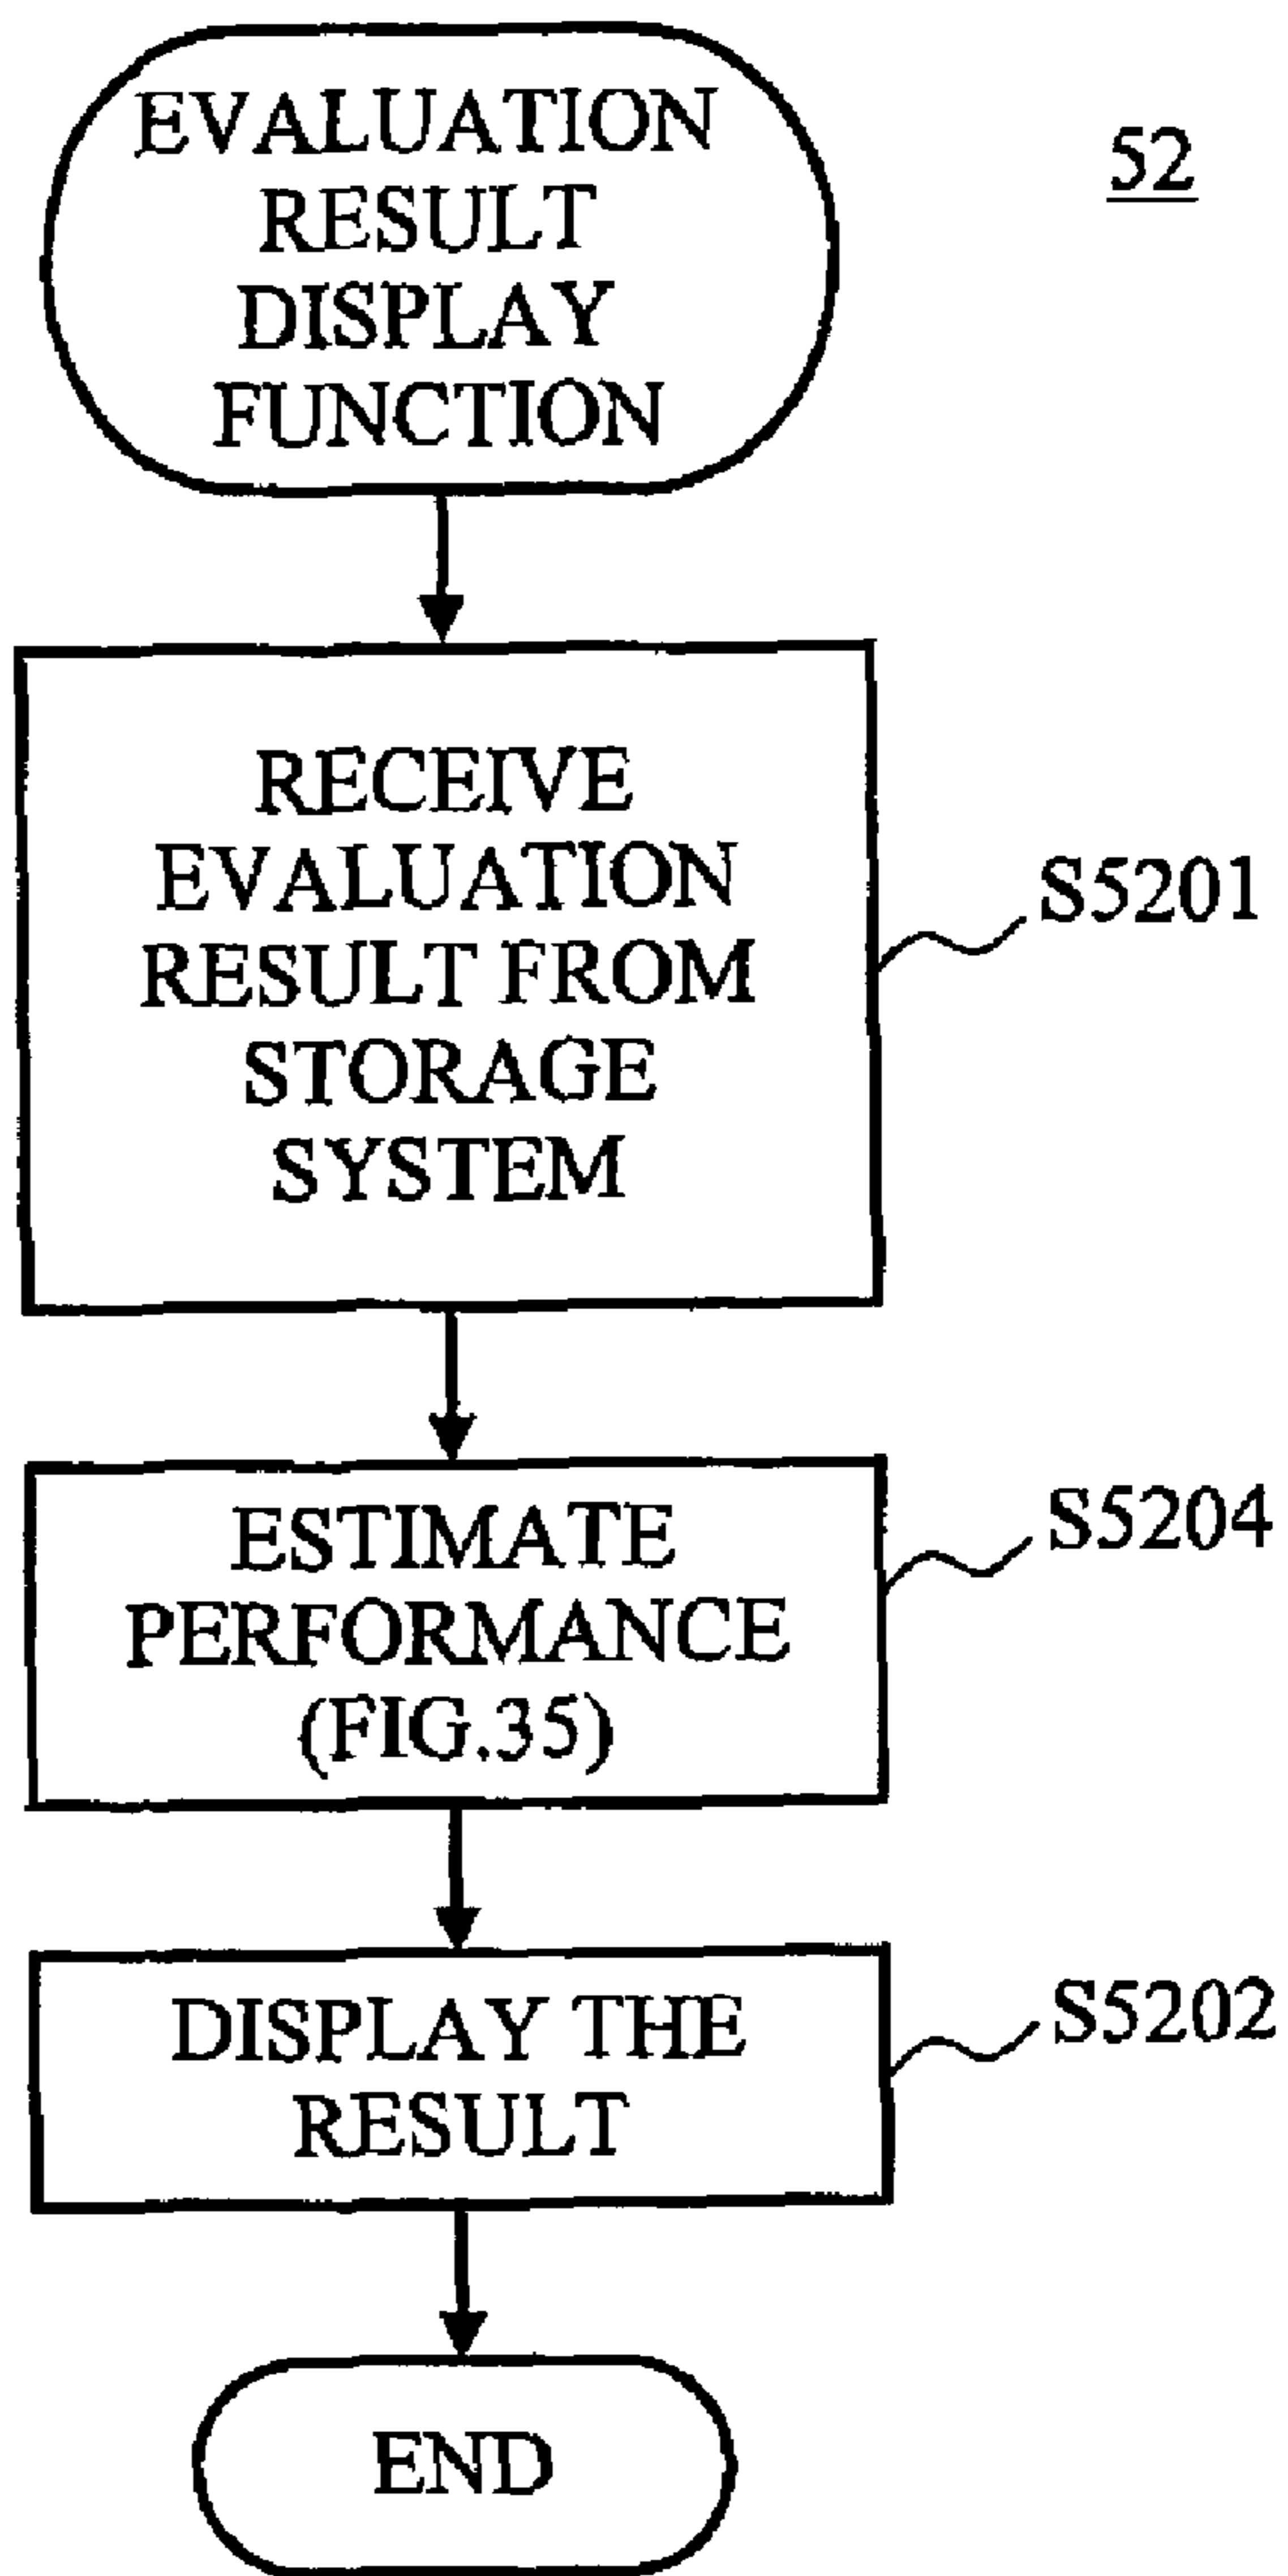 EVALUATION
RESULT
DISPLAY
FUNCTION
52
RECEIVE
EVALUATION
RESULT FROM
STORAGE
SYSTEM
S5201
ESTIMATE
PERFORMANCE
(FIG.35)
S5204
DISPLAY THE
RESULT
S5202
END